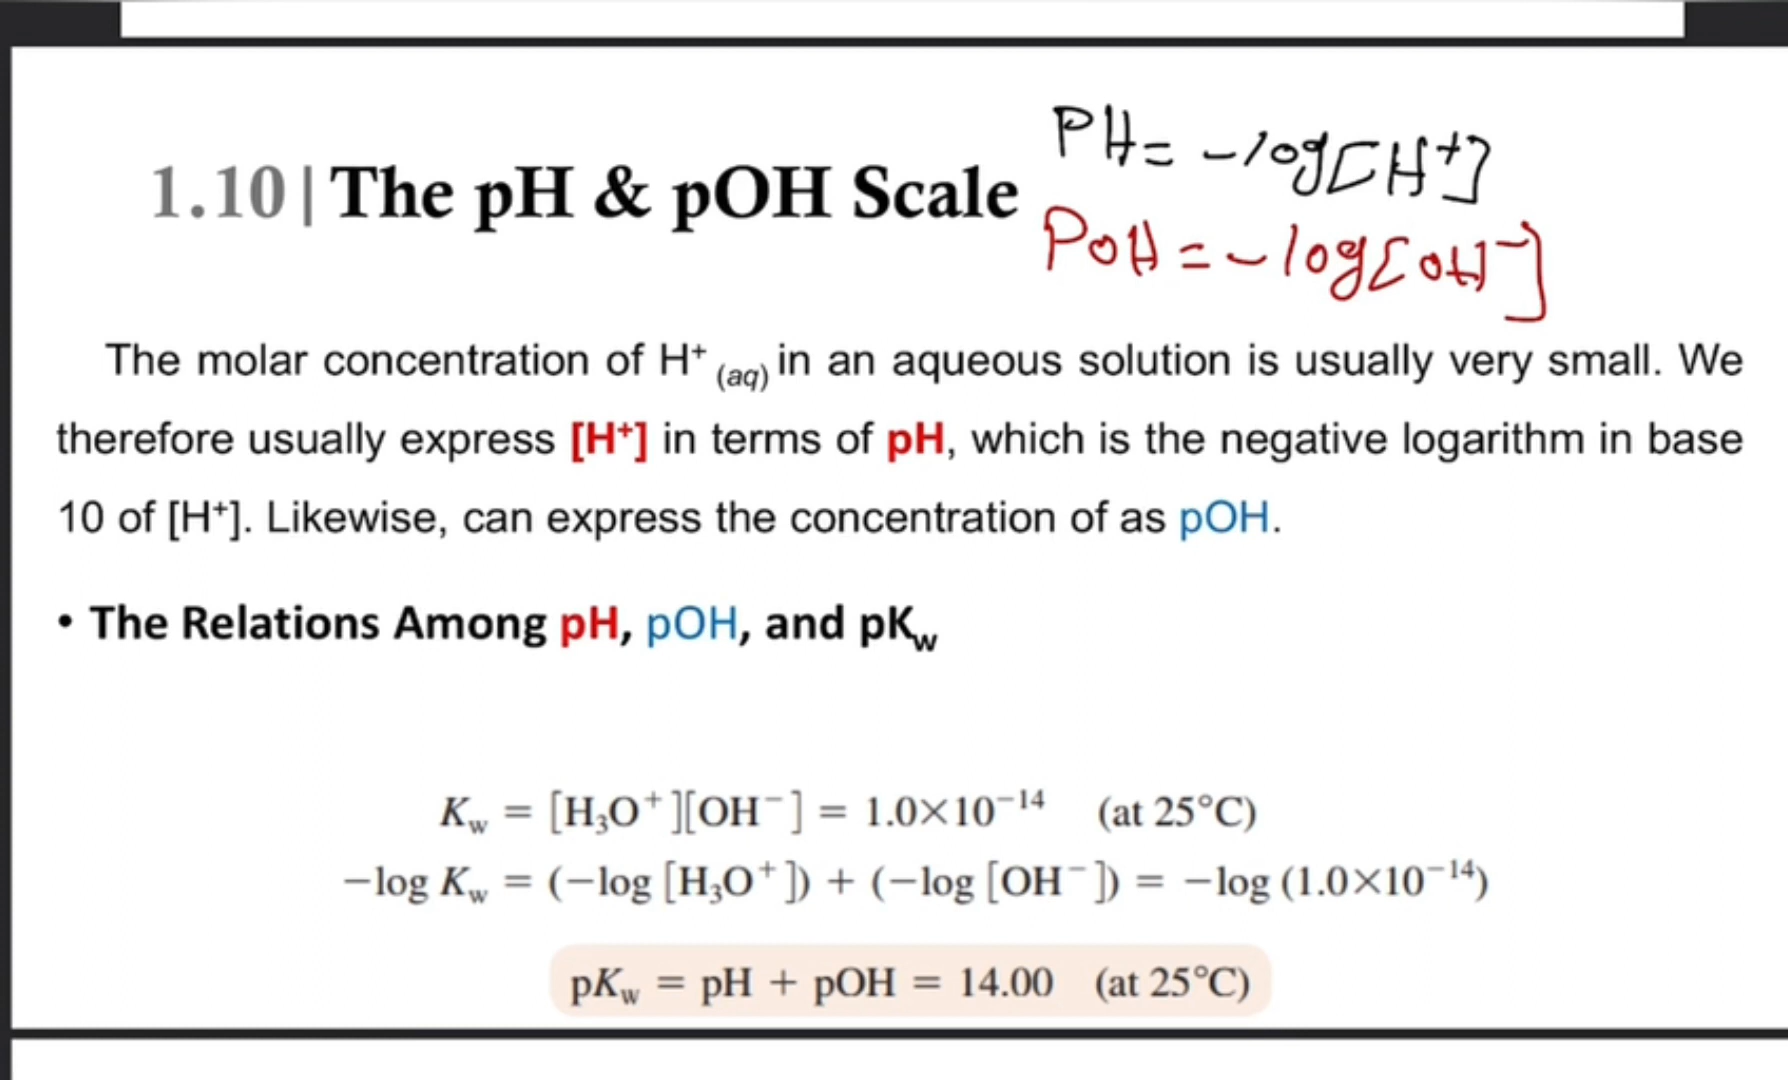 1.10|The pH & pOH Scale
PH= -log[H⁺]
POH = -log[OH⁻]
The molar concentration of H⁺ (aq) in an aqueous solution is usually very small. We
therefore usually express [H⁺] in terms of pH, which is the negative logarithm in base
10 of [H⁺]. Likewise, can express the concentration of as pOH.
• The Relations Among pH, pOH, and pKw
Kw = [H₃O⁺][OH⁻] = 1.0×10⁻¹⁴ (at 25°C)
−log Kw = (−log [H₃O⁺]) + (−log [OH⁻]) = −log (1.0×10⁻¹⁴)
pKw = pH + pOH = 14.00 (at 25°C)